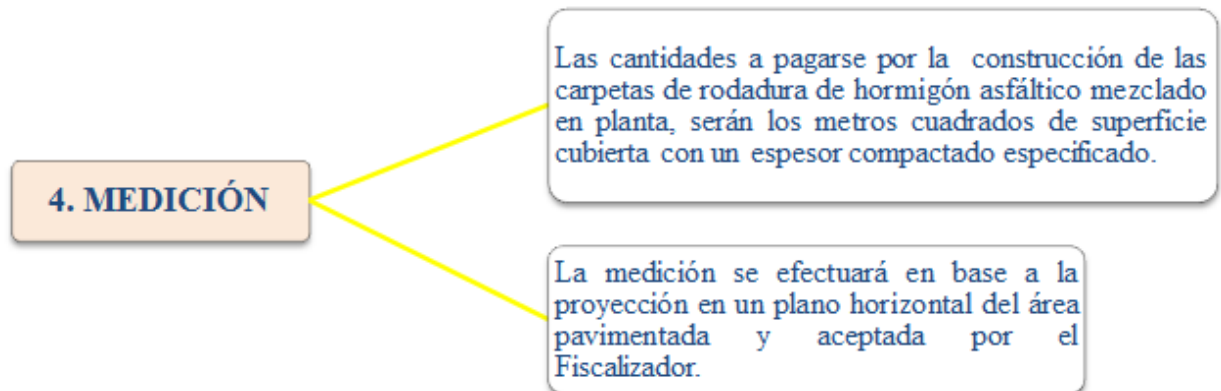 4. MEDICIÓN
Las cantidades a pagarse por la construcción de las
carpetas de rodadura de hormigón asfáltico mezclado
en planta, serán los metros cuadrados de superficie
cubierta con un espesor compactado especificado.
La medición se efectuará en base a la
proyección en un plano horizontal del área
pavimentada y aceptada por el
Fiscalizador.